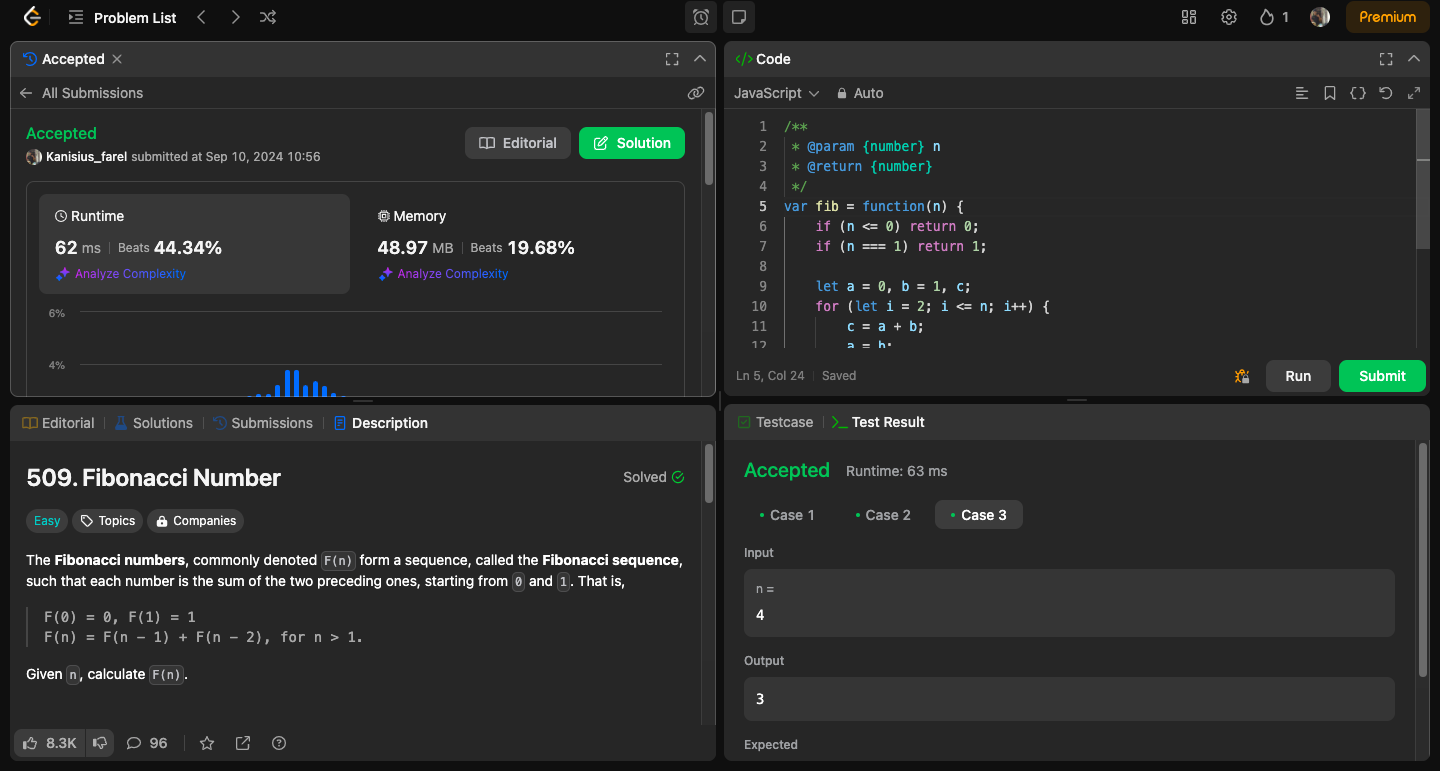 Problem List
1
Premium
Accepted
All Submissions
Accepted
Kanisius_farel submitted at Sep 10, 2024 10:56
Editorial
Solution
Runtime
62 ms | Beats 44.34%
Analyze Complexity
Memory
48.97 MB | Beats 19.68%
Analyze Complexity
6%
4%
</> Code
JavaScript
Auto
1 /**
2 * @param {number} n
3 * @return {number}
4 */
5 var fib = function(n) {
6 if (n <= 0) return 0;
7 if (n === 1) return 1;
8
9 let a = 0, b = 1, c;
10 for (let i = 2; i <= n; i++) {
11 c = a + b;
12 a = b;
Ln 5, Col 24 | Saved
Run
Submit
Editorial | Solutions | Submissions | Description
509. Fibonacci Number
Solved
Easy
Topics
Companies
The Fibonacci numbers, commonly denoted F(n) form a sequence, called the Fibonacci sequence,
such that each number is the sum of the two preceding ones, starting from 0 and 1. That is,
F(0) = 0, F(1) = 1
F(n) = F(n - 1) + F(n - 2), for n > 1.
Given n, calculate F(n).
8.3K
96
Testcase | >_ Test Result
Accepted Runtime: 63 ms
• Case 1
• Case 2
• Case 3
Input
n =
4
Output
3
Expected